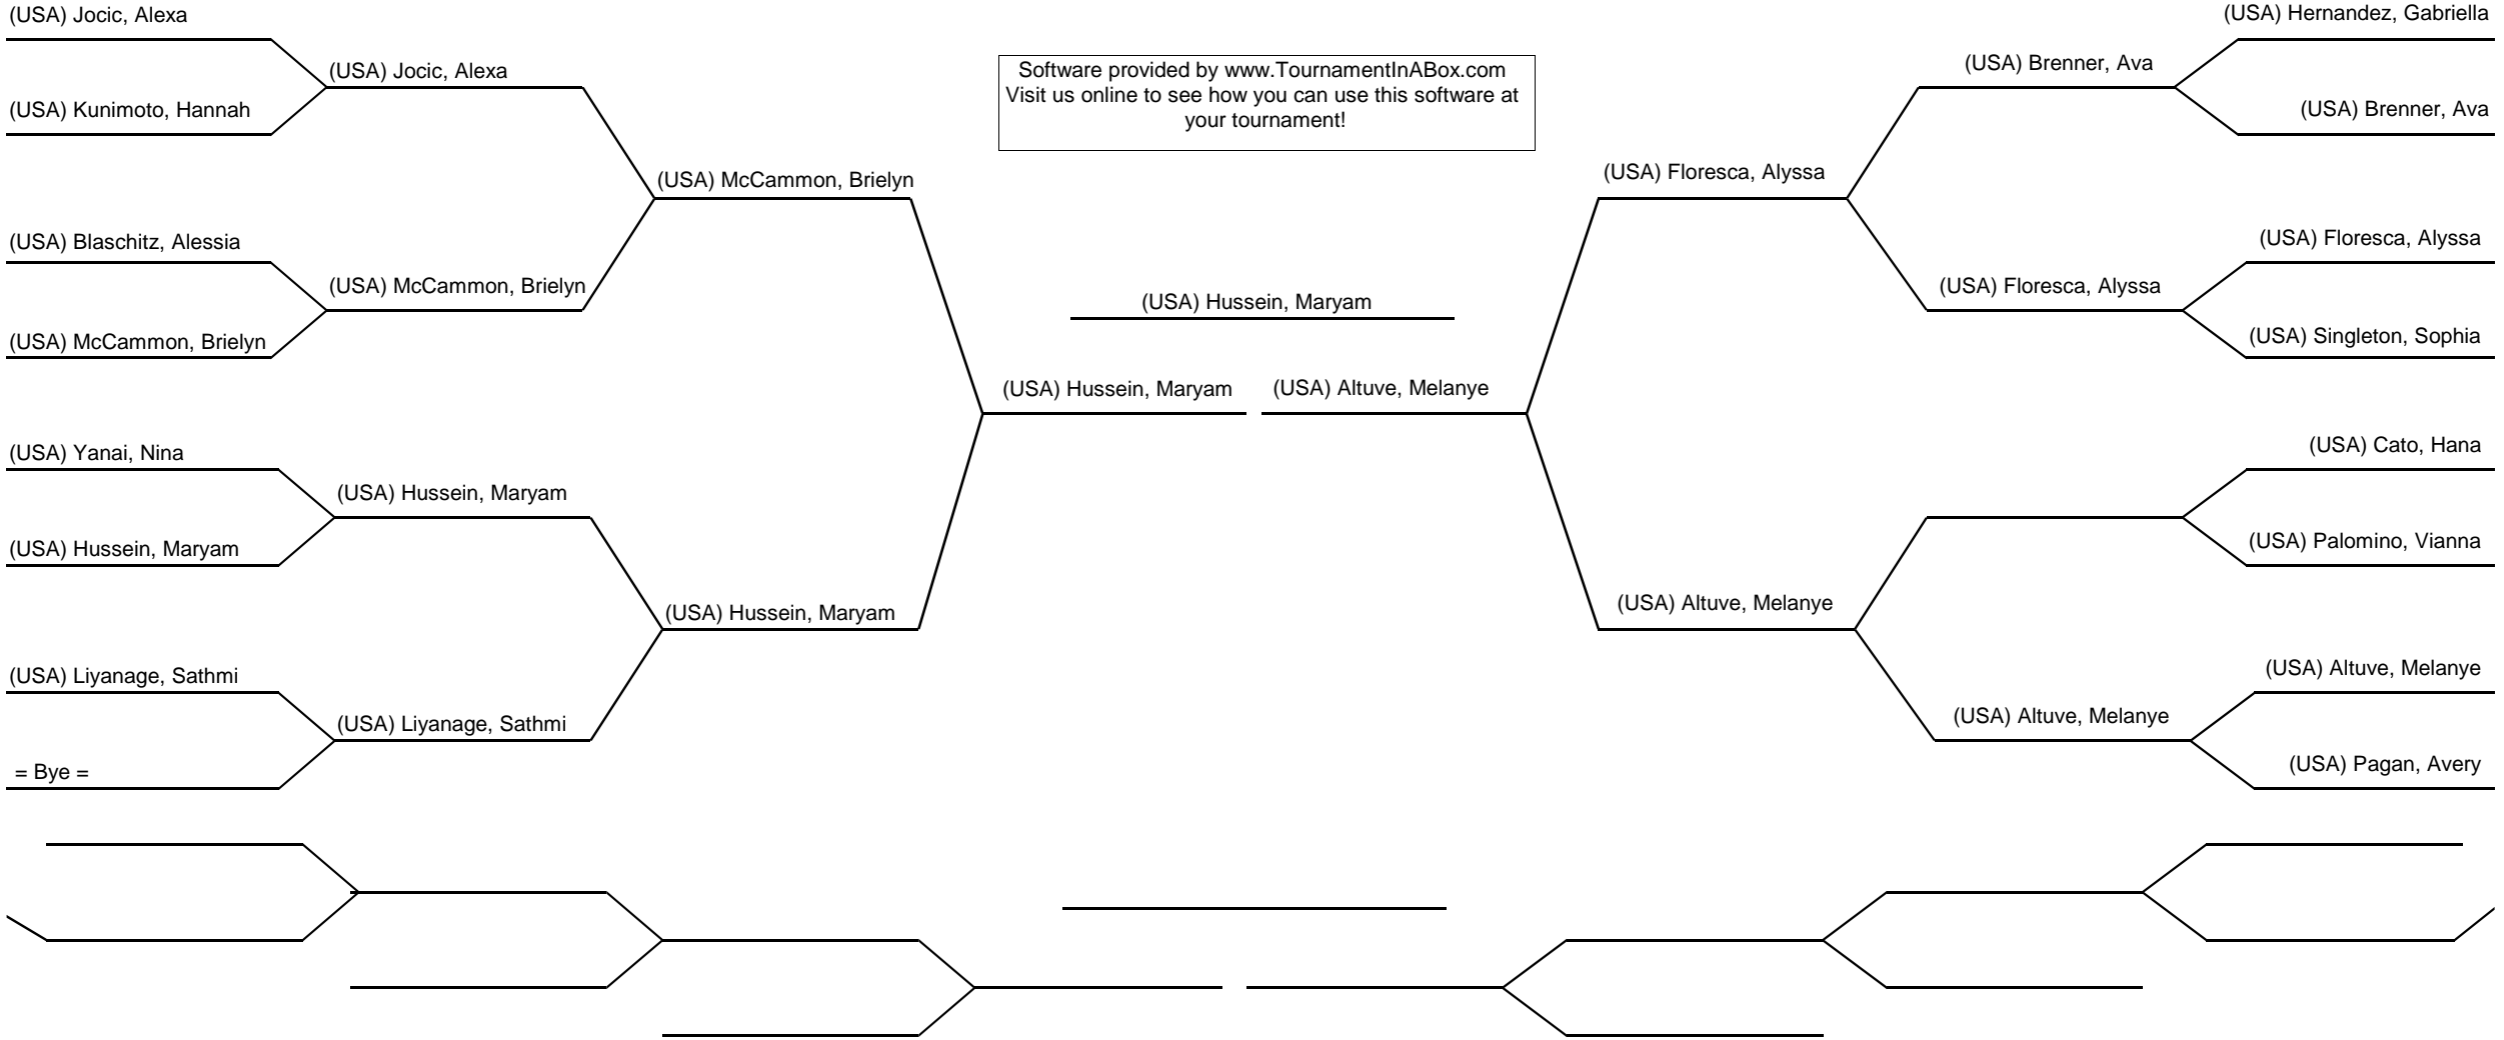 (USA) Jocic, Alexa
(USA) Kunimoto, Hannah
(USA) Blaschitz, Alessia
(USA) McCammon, Brielyn
(USA) Yanai, Nina
(USA) Hussein, Maryam
(USA) Liyanage, Sathmi
= Bye =
(USA) Jocic, Alexa
(USA) McCammon, Brielyn
(USA) Hussein, Maryam
(USA) Liyanage, Sathmi
(USA) McCammon, Brielyn
(USA) Hussein, Maryam
Software provided by www.TournamentInABox.com
Visit us online to see how you can use this software at
your tournament!
(USA) Hussein, Maryam
(USA) Hussein, Maryam
(USA) Altuve, Melanye
(USA) Floresca, Alyssa
(USA) Altuve, Melanye
(USA) Brenner, Ava
(USA) Floresca, Alyssa
(USA) Altuve, Melanye
(USA) Hernandez, Gabriella
(USA) Brenner, Ava
(USA) Floresca, Alyssa
(USA) Singleton, Sophia
(USA) Cato, Hana
(USA) Palomino, Vianna
(USA) Altuve, Melanye
(USA) Pagan, Avery